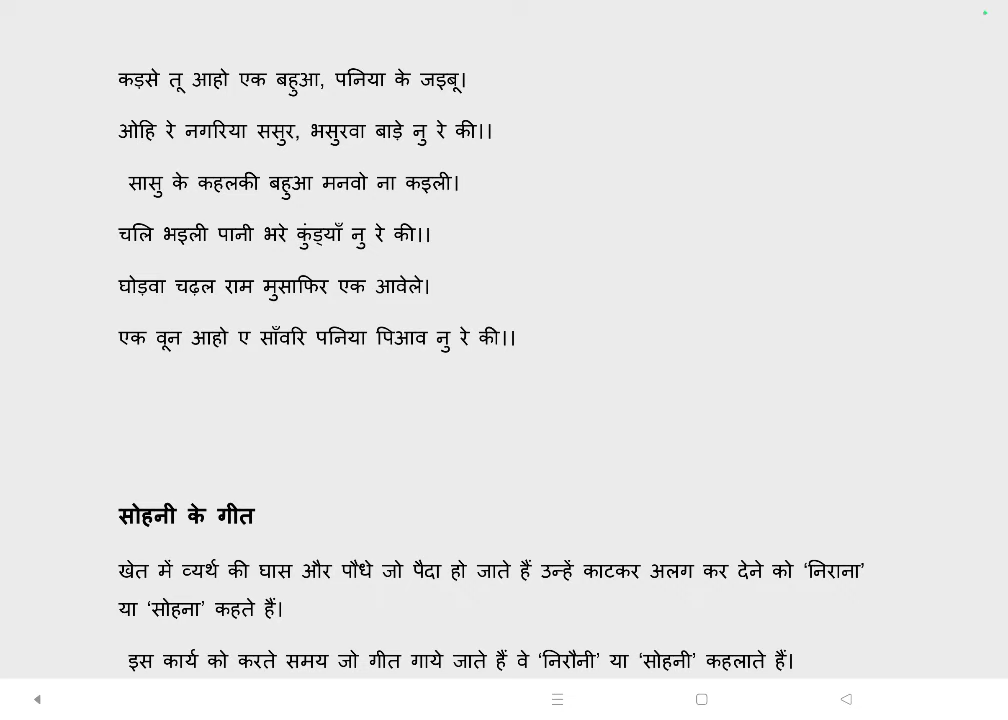 कइसे तू आहो एक बहुआ, पनिया के जइबू।
ओहि रे नगरिया ससुर, भसुरवा बाड़े नु रे की।।
सासु के कहलकी बहुआ मनवो ना कइली।
चलि भइली पानी भरे कुंड्याँ नु रे की।।
घोड़वा चढ़ल राम मुसाफिर एक आवेले।
एक वून आहो ए साँवरि पनिया पिआव नु रे की।।
सोहनी के गीत
खेत में व्यर्थ की घास और पौधे जो पैदा हो जाते हैं उन्हें काटकर अलग कर देने को ‘निराना’
या ‘सोहना’ कहते हैं।
इस कार्य को करते समय जो गीत गाये जाते हैं वे ‘निरौनी’ या ‘सोहनी’ कहलाते हैं।